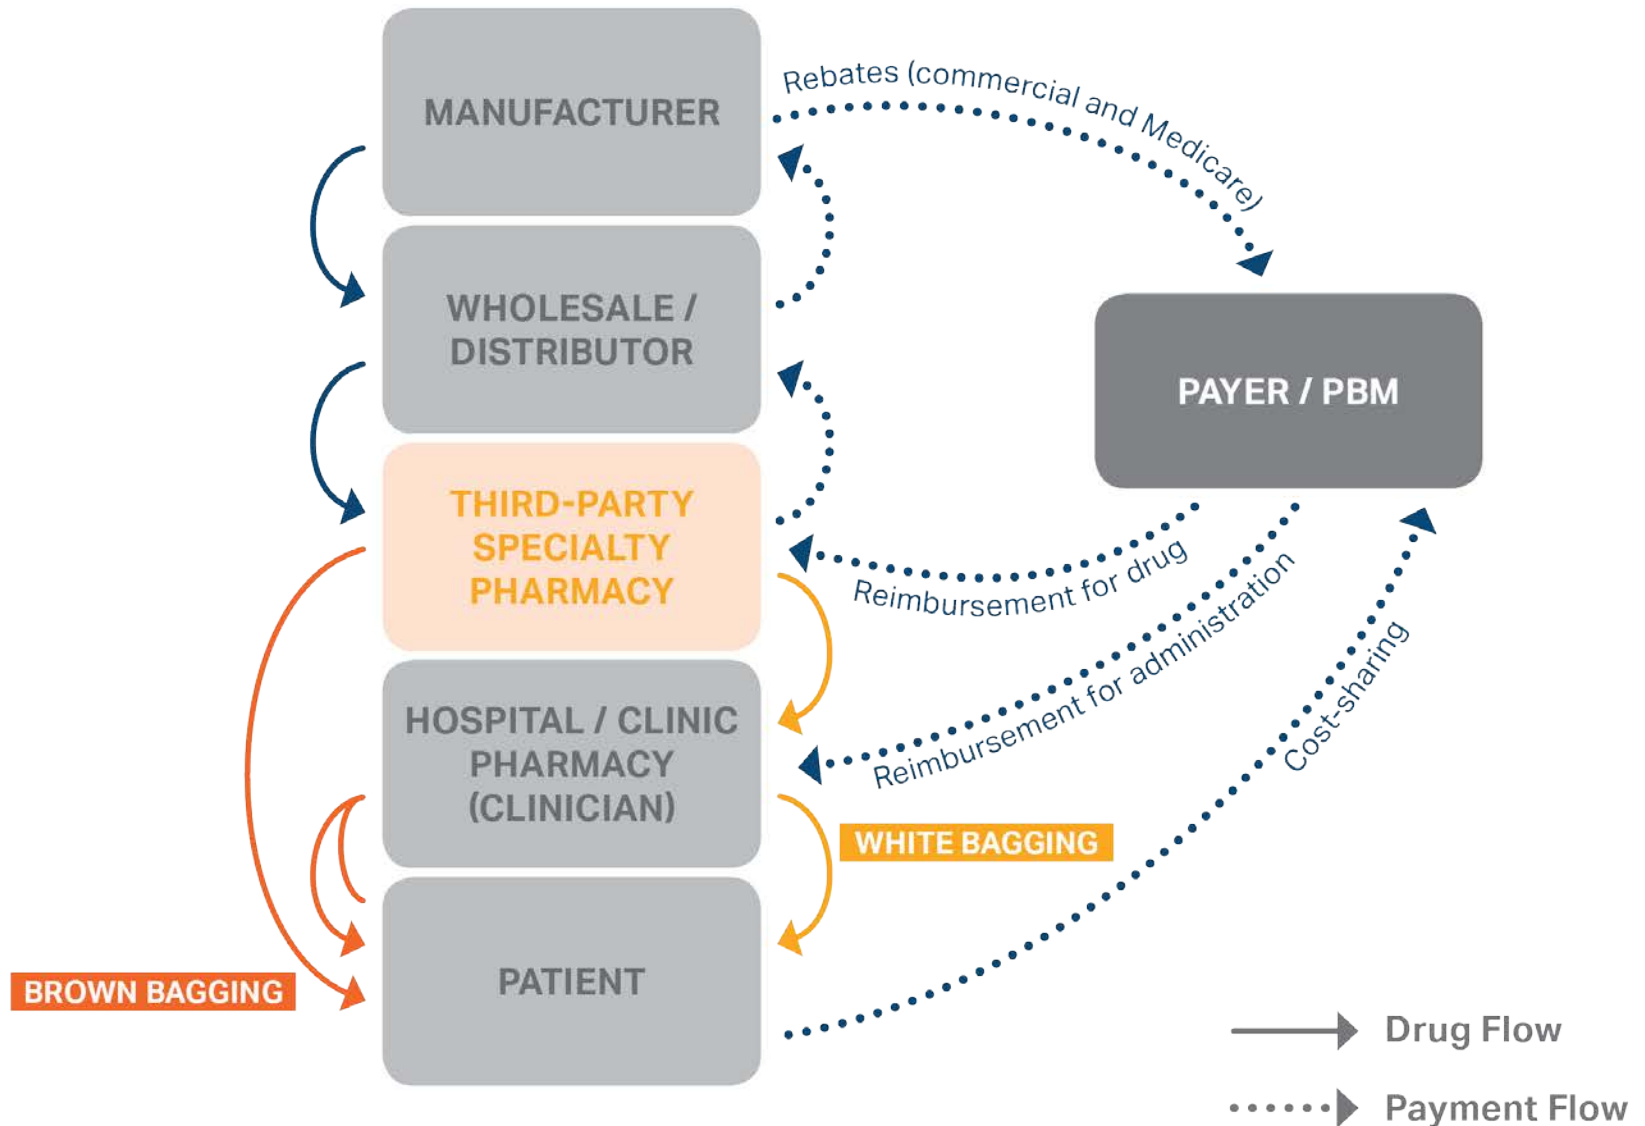 MANUFACTURER
Rebates (commercial and Medicare)
WHOLESALE /
DISTRIBUTOR
PAYER / PBM
THIRD-PARTY
SPECIALTY
PHARMACY
Reimbursement for drug
Reimbursement for administration
Cost-sharing
HOSPITAL / CLINIC
PHARMACY
(CLINICIAN)
WHITE BAGGING
PATIENT
BROWN BAGGING
Drug Flow
Payment Flow